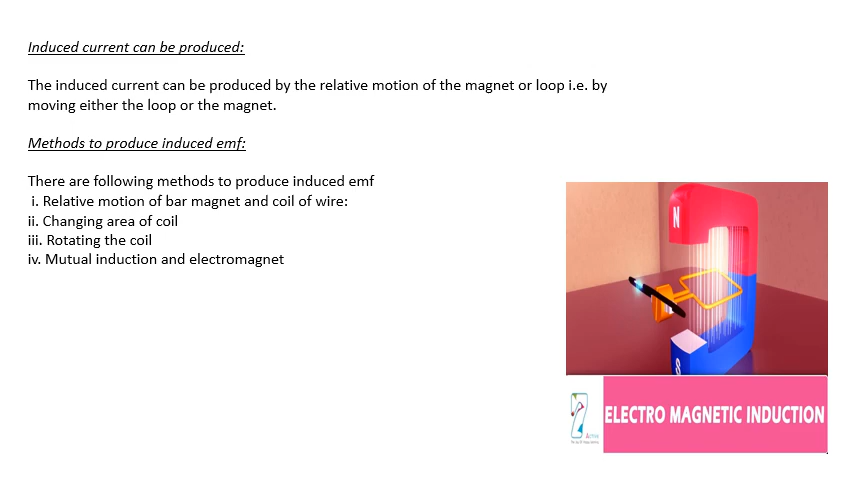 Induced current can be produced:
The induced current can be produced by the relative motion of the magnet or loop i.e. by
moving either the loop or the magnet.
Methods to produce induced emf:
There are following methods to produce induced emf
i. Relative motion of bar magnet and coil of wire:
ii. Changing area of coil
iii. Rotating the coil
iv. Mutual induction and electromagnet
N
S
ELECTRO MAGNETIC INDUCTION